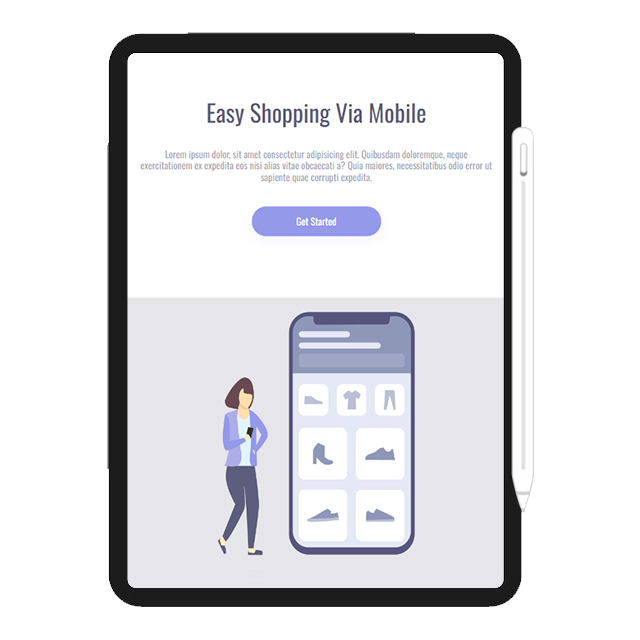 Easy Shopping Via Mobile
Lorem ipsum dolor, sit amet consectetur adipisicing elit. Quibusdam doloremque, neque
exercitationem ex expedita eos nisi alias vitae obcaecati a? Quia maiores, necessitatibus odio error ut
sapiente quae corrupti expedita.
Get Started